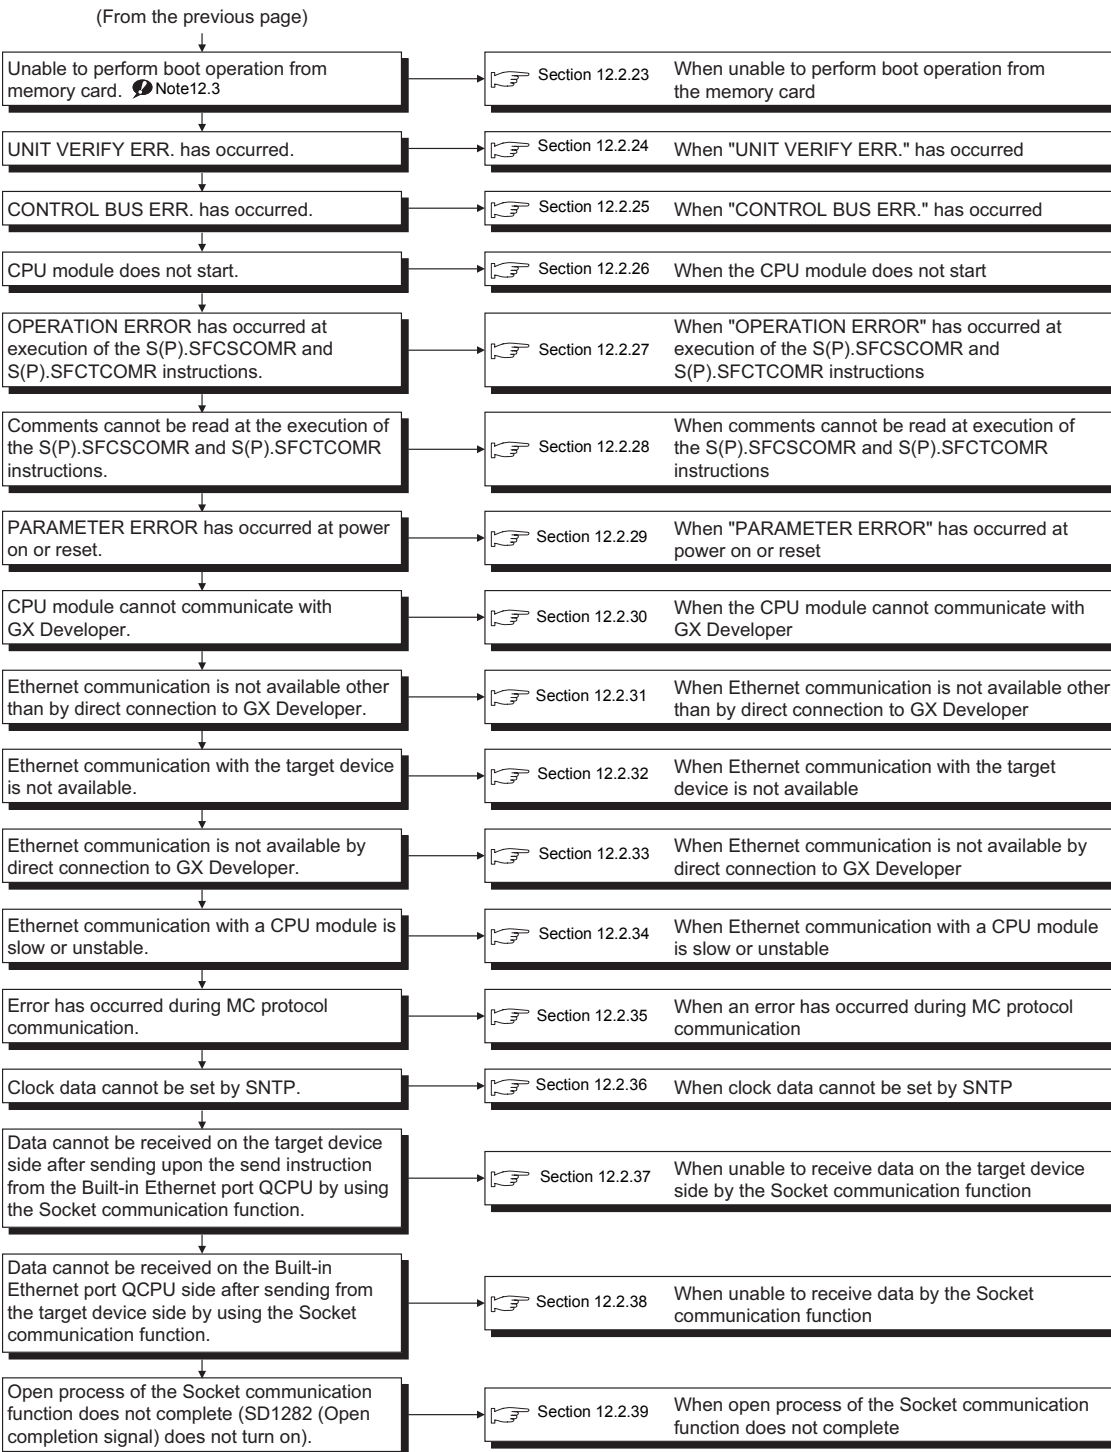 (From the previous page)
Unable to perform boot operation from
memory card. Note12.3
Section 12.2.23
When unable to perform boot operation from
the memory card
UNIT VERIFY ERR. has occurred.
Section 12.2.24
When "UNIT VERIFY ERR." has occurred
CONTROL BUS ERR. has occurred.
Section 12.2.25
When "CONTROL BUS ERR." has occurred
CPU module does not start.
Section 12.2.26
When the CPU module does not start
OPERATION ERROR has occurred at
execution of the S(P).SFCSCOMR and
S(P).SFCTCOMR instructions.
Section 12.2.27
When "OPERATION ERROR" has occurred at
execution of the S(P).SFCSCOMR and
S(P).SFCTCOMR instructions
Comments cannot be read at the execution of
the S(P).SFCSCOMR and S(P).SFCTCOMR
instructions.
Section 12.2.28
When comments cannot be read at execution of
the S(P).SFCSCOMR and S(P).SFCTCOMR
instructions
PARAMETER ERROR has occurred at power
on or reset.
Section 12.2.29
When "PARAMETER ERROR" has occurred at
power on or reset
CPU module cannot communicate with
GX Developer.
Section 12.2.30
When the CPU module cannot communicate with
GX Developer
Ethernet communication is not available other
than by direct connection to GX Developer.
Section 12.2.31
When Ethernet communication is not available other
than by direct connection to GX Developer
Ethernet communication with the target device
is not available.
Section 12.2.32
When Ethernet communication with the target
device is not available
Ethernet communication is not available by
direct connection to GX Developer.
Section 12.2.33
When Ethernet communication is not available by
direct connection to GX Developer
Ethernet communication with a CPU module is
slow or unstable.
Section 12.2.34
When Ethernet communication with a CPU module
is slow or unstable
Error has occurred during MC protocol
communication.
Section 12.2.35
When an error has occurred during MC protocol
communication
Clock data cannot be set by SNTP.
Section 12.2.36
When clock data cannot be set by SNTP
Data cannot be received on the target device
side after sending upon the send instruction
from the Built-in Ethernet port QCPU by using
the Socket communication function.
Section 12.2.37
When unable to receive data on the target device
side by the Socket communication function
Data cannot be received on the Built-in
Ethernet port QCPU side after sending from
the target device side by using the Socket
communication function.
Section 12.2.38
When unable to receive data by the Socket
communication function
Open process of the Socket communication
function does not complete (SD1282 (Open
completion signal) does not turn on).
Section 12.2.39
When open process of the Socket communication
function does not complete